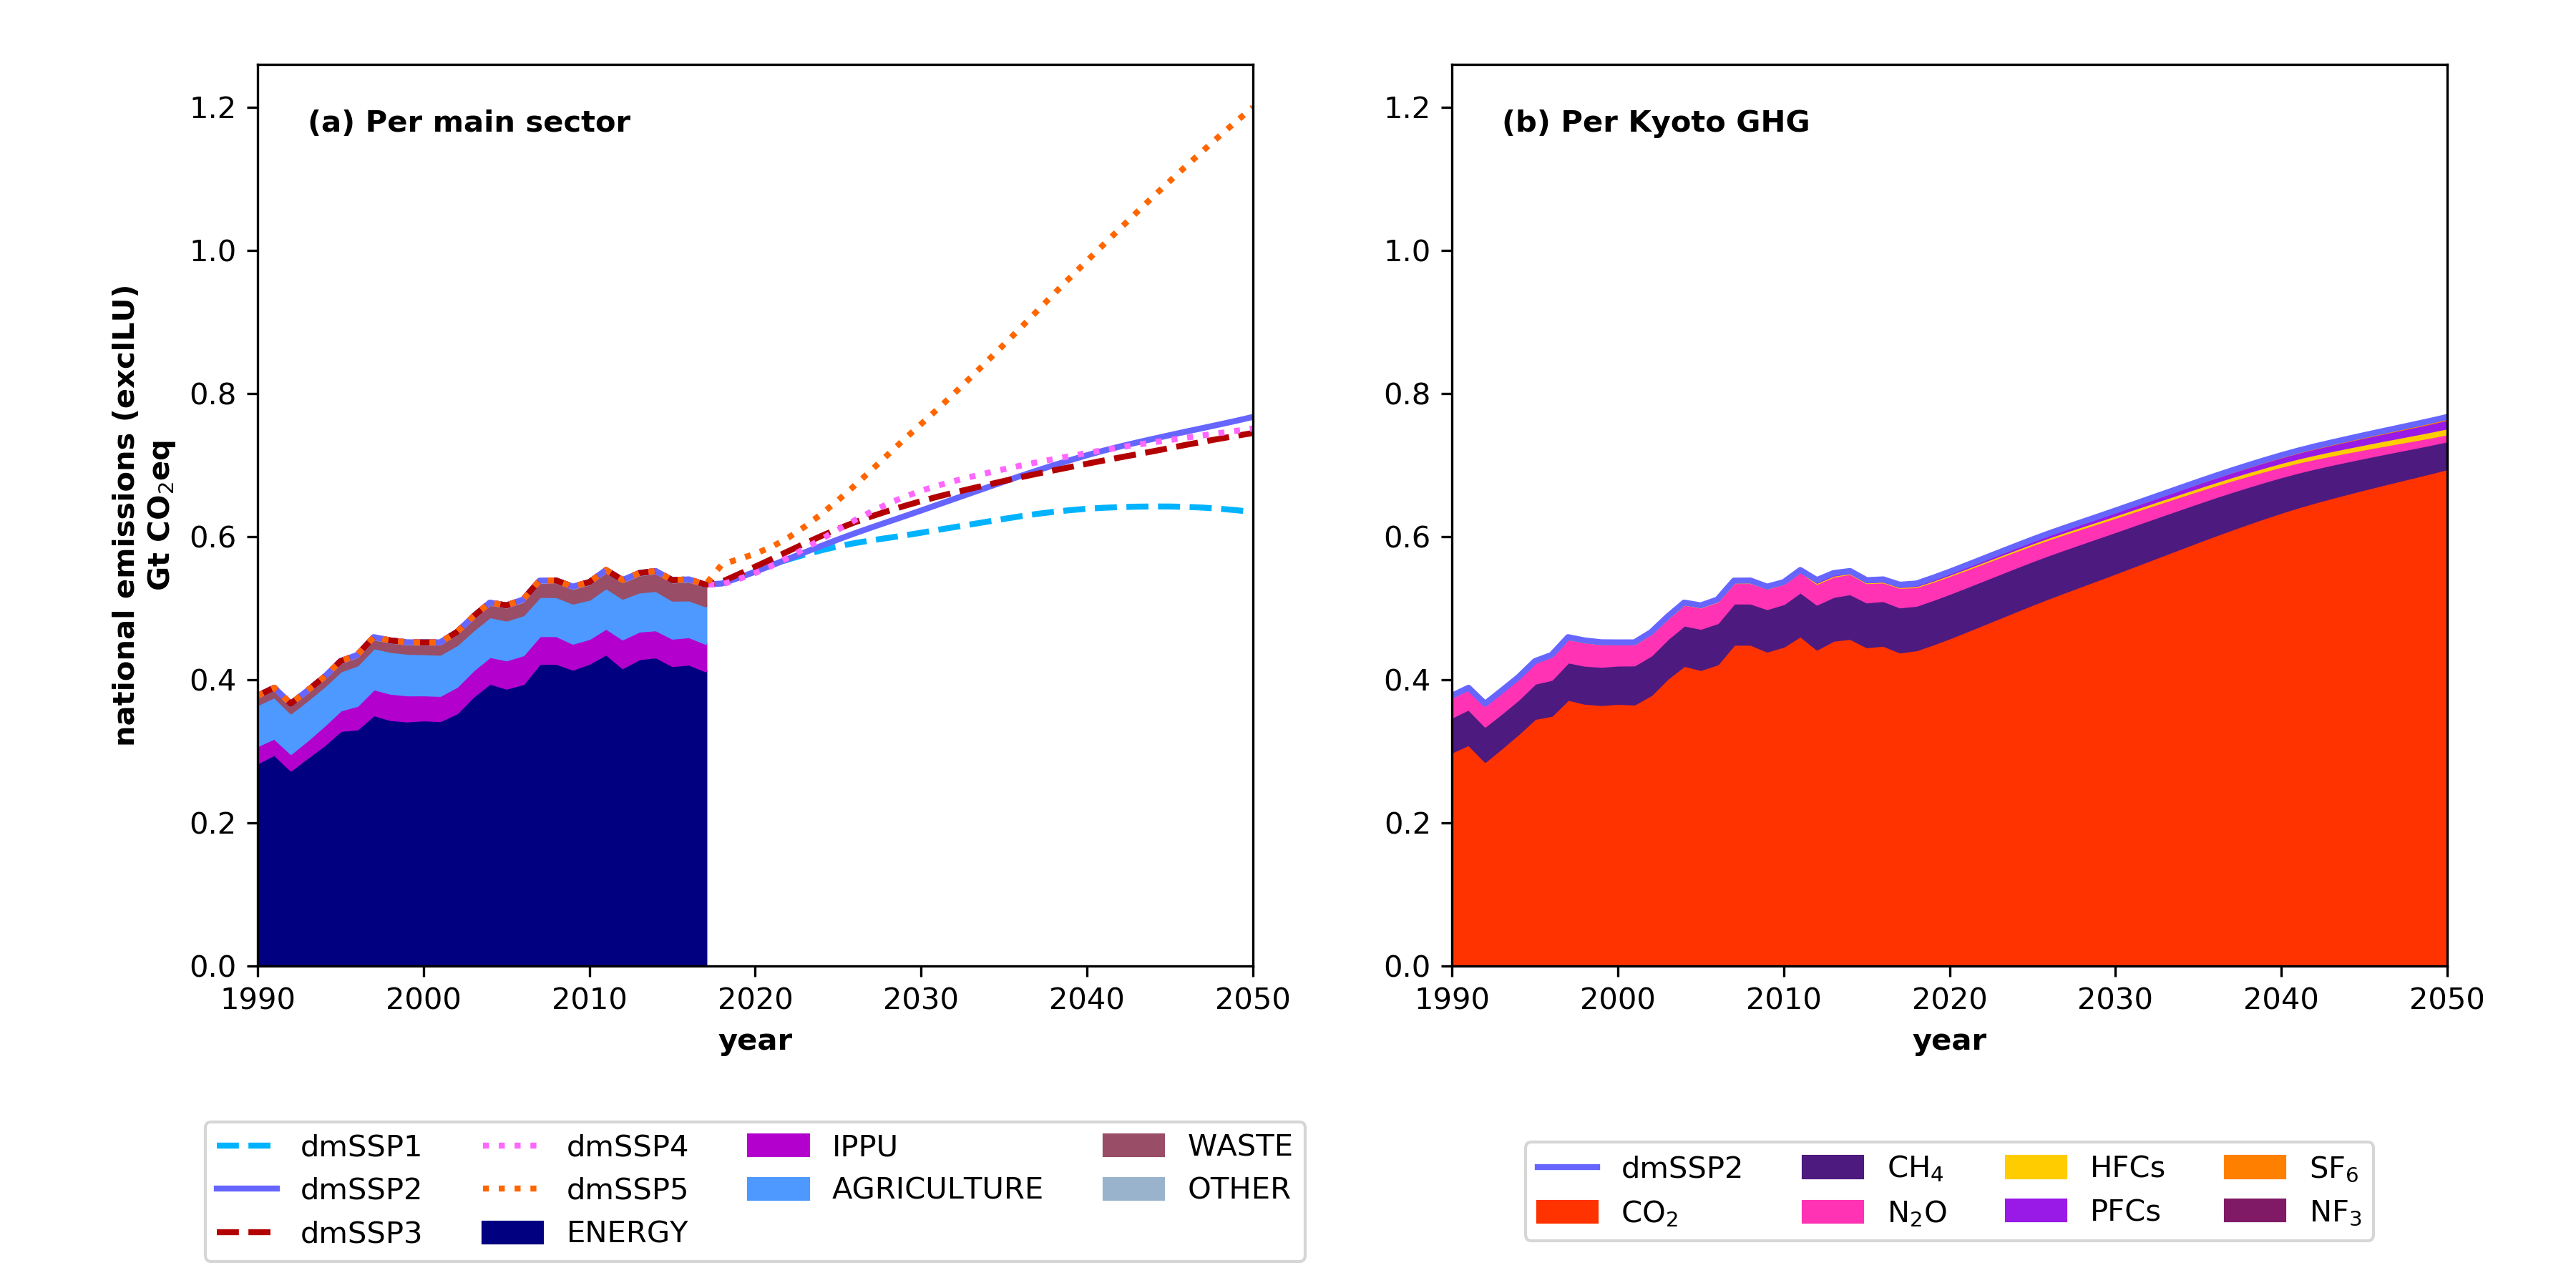 (a) Per main sector
(b) Per Kyoto GHG
national emissions (exclLU)
Gt CO₂eq
1.2
1.0
0.8
0.6
0.4
0.2
0.0
1990 2000 2010 2020 2030 2040 2050
year
1.2
1.0
0.8
0.6
0.4
0.2
0.0
1990 2000 2010 2020 2030 2040 2050
year
dmSSP1 dmSSP4 IPPU WASTE
dmSSP2 dmSSP5 AGRICULTURE OTHER
dmSSP3 ENERGY
dmSSP2 CH₄ HFCs SF₆
CO₂ N₂O PFCs NF₃